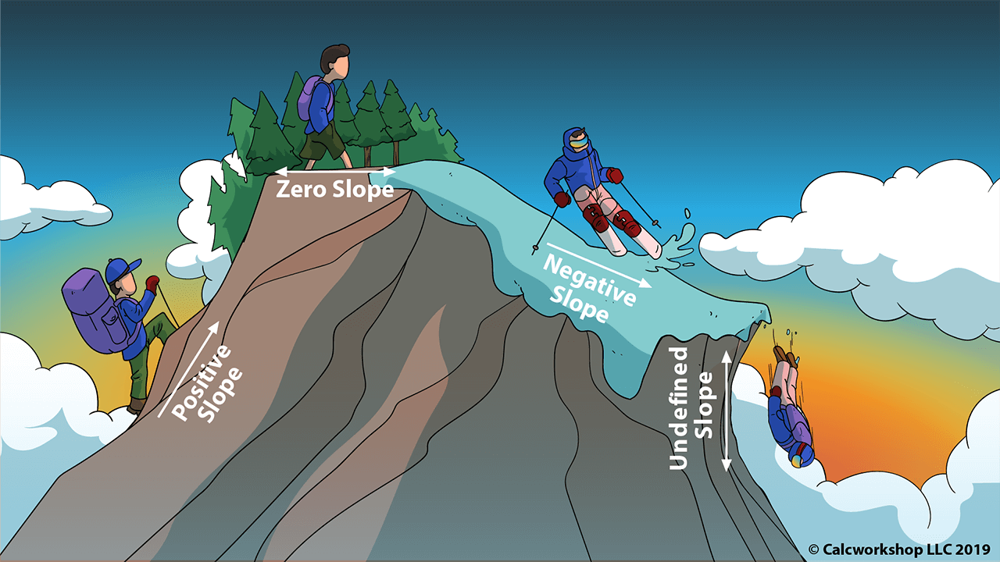 Zero Slope
Positive
Slope
Negative
Slope
Undefined
Slope
© Calcworkshop LLC 2019